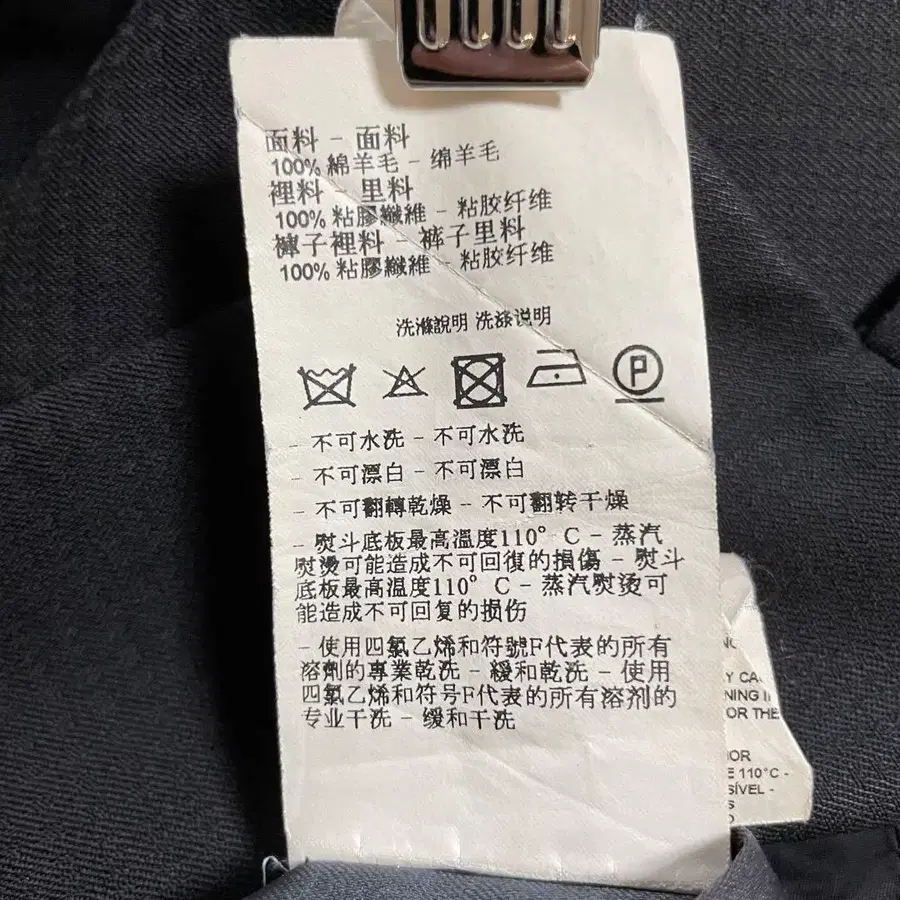 面料 - 面料
100% 綿羊毛 - 绵羊毛
裡料 - 里料
100% 粘膠纖維 - 粘胶纤维
褲子裡料 - 裤子里料
100% 粘膠纖維 - 粘胶纤维
洗滌說明 洗涤说明
P
- 不可水洗 - 不可水洗
- 不可漂白 - 不可漂白
- 不可翻轉乾燥 - 不可翻转干燥
- 熨斗底板最高溫度110° C - 蒸汽
熨燙可能造成不可回復的損傷 - 熨斗
底板最高温度110° C - 蒸汽熨烫可
能造成不可回复的损伤
- 使用四氯乙烯和符號F代表的所有
溶劑的專業乾洗 - 緩和乾洗 - 使用
四氯乙烯和符号F代表的所有溶剂的
专业干洗 - 缓和干洗
OR THE
110°C -